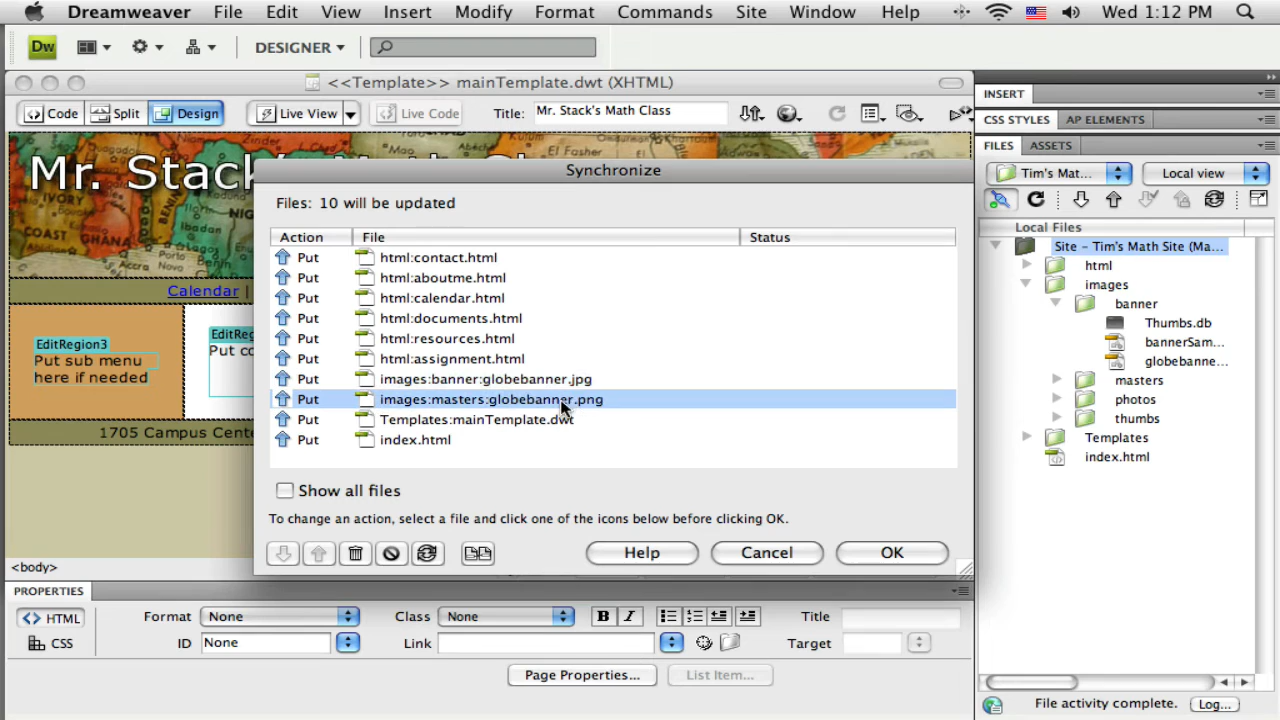 Dreamweaver File Edit View Insert Modify Format Commands Site Window Help Wed 1:12 PM
Dw DESIGNER
<<Template>> mainTemplate.dwt (XHTML)
Code Split Design Live View Live Code Title: Mr. Stack's Math Class
Mr. Stack's
Calendar |
EditRegion3
Put sub menu
here if needed
EditReg
Put co
1705 Campus Cente
<body>
Synchronize
Files: 10 will be updated
Action File Status
Put html:contact.html
Put html:aboutme.html
Put html:calendar.html
Put html:documents.html
Put html:resources.html
Put html:assignment.html
Put images:banner:globebanner.jpg
Put images:masters:globebanner.png
Put Templates:mainTemplate.dwt
Put index.html
Show all files
To change an action, select a file and click one of the icons below before clicking OK.
Help Cancel OK
PROPERTIES
HTML Format None Class None B I Title
CSS ID None Link Target
Page Properties... List Item...
INSERT
CSS STYLES AP ELEMENTS
FILES ASSETS
Tim's Mat... Local view
Local Files
Site – Tim's Math Site (Ma...
html
images
banner
Thumbs.db
bannerSam...
globebanne...
masters
photos
thumbs
Templates
index.html
File activity complete. Log...